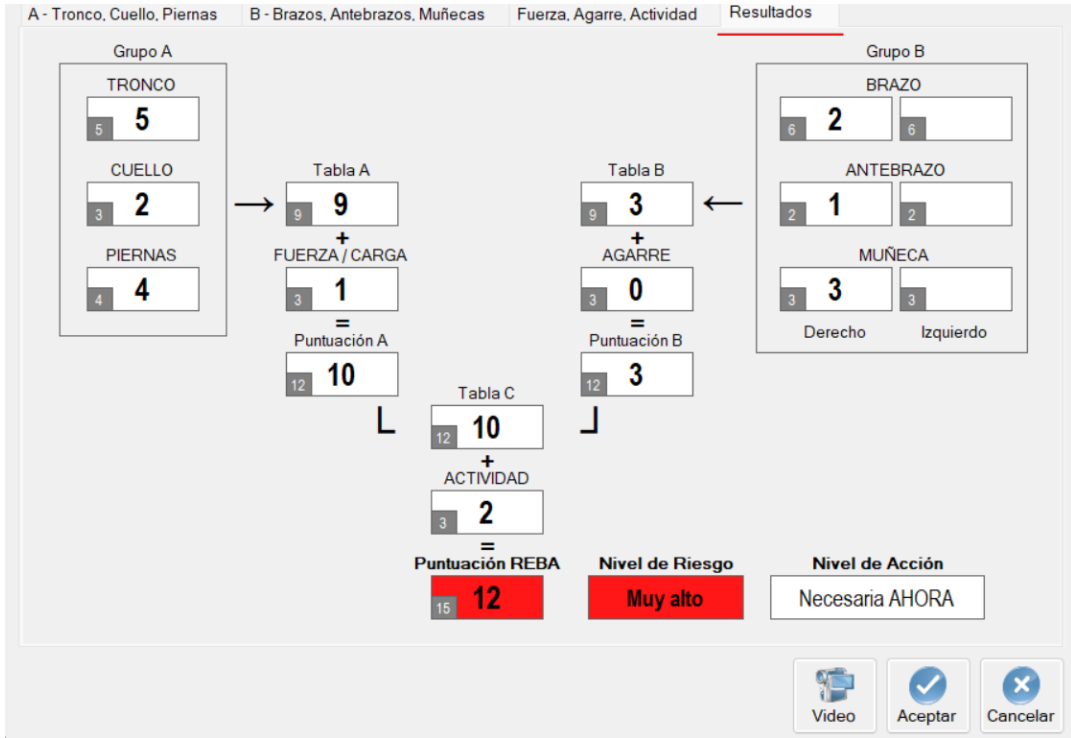 A - Tronco, Cuello, Piernas B - Brazos, Antebrazos, Muñecas Fuerza, Agarre, Actividad Resultados
Grupo A Grupo B
TRONCO BRAZO
5 5 6 2 6
CUELLO Tabla A Tabla B ANTEBRAZO
3 2 9 9 9 3 2 1 2
+ +
PIERNAS FUERZA / CARGA AGARRE MUÑECA
4 4 3 1 3 0 3 3 3
= = Derecho Izquierdo
Puntuación A Puntuación B
12 10 12 3
Tabla C
12 10
+
ACTIVIDAD
3 2
=
Puntuación REBA Nivel de Riesgo Nivel de Acción
15 12 Muy alto Necesaria AHORA
Video Aceptar Cancelar